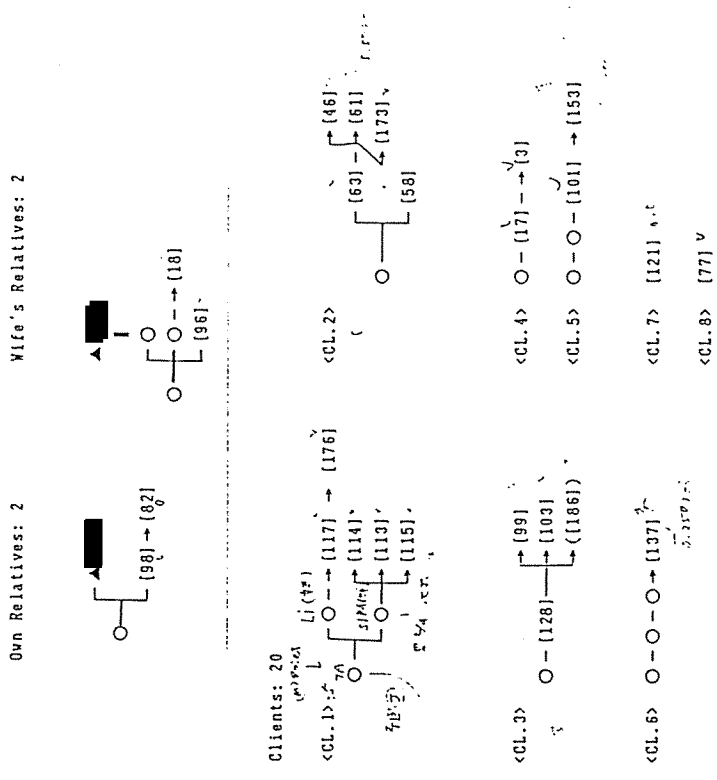 Own Relatives: 2
Wife's Relatives: 2
[98] → [82]
○ → [18]
[96]
Clients: 20
<CL.1>
Li
→ [117] → [176]
[114]
[113]
[115]
<CL.2>
[63] → [46]
[61]
[173]
[58]
<CL.3>
○ – [128]
[99]
[103]
([186])
<CL.4> ○ – [17] – → [3]
<CL.5> ○ – ○ – [101] → [153]
<CL.6> ○ – ○ – ○ – ○ → [137]
<CL.7> [121]
<CL.8> [77]